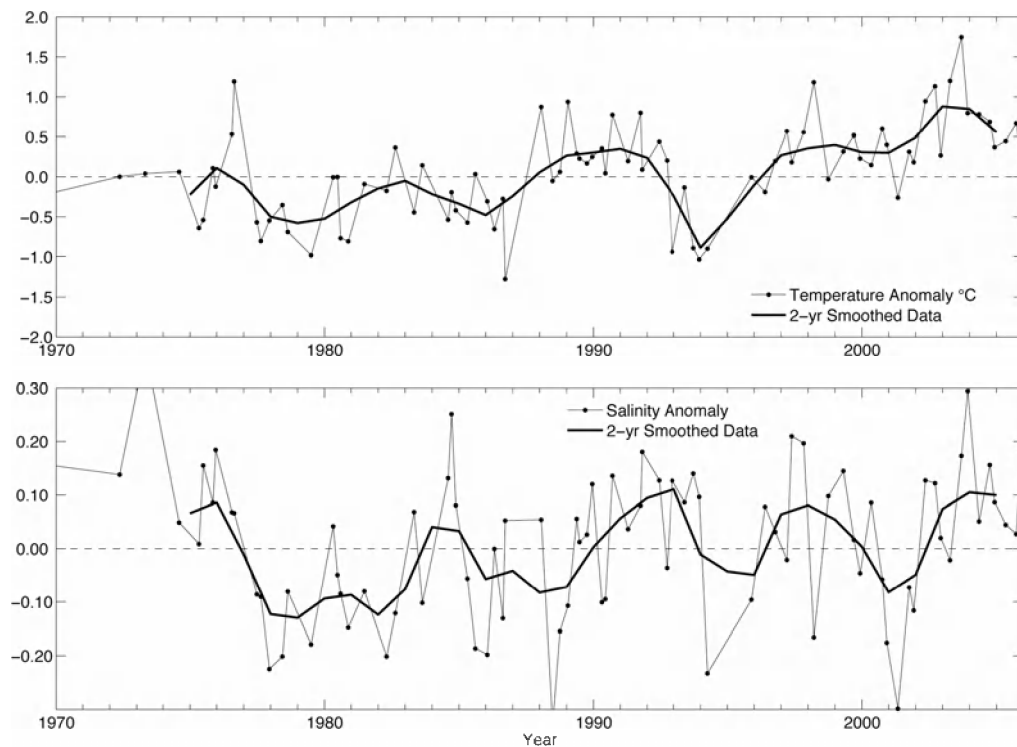 2.0
1.5
1.0
0.5
0.0
−0.5
−1.0
−1.5
−2.0
Temperature Anomaly °C
2−yr Smoothed Data
1970 1980 1990 2000
0.30
0.20
0.10
0.00
−0.10
−0.20
Salinity Anomaly
2−yr Smoothed Data
1970 1980 1990 2000
Year